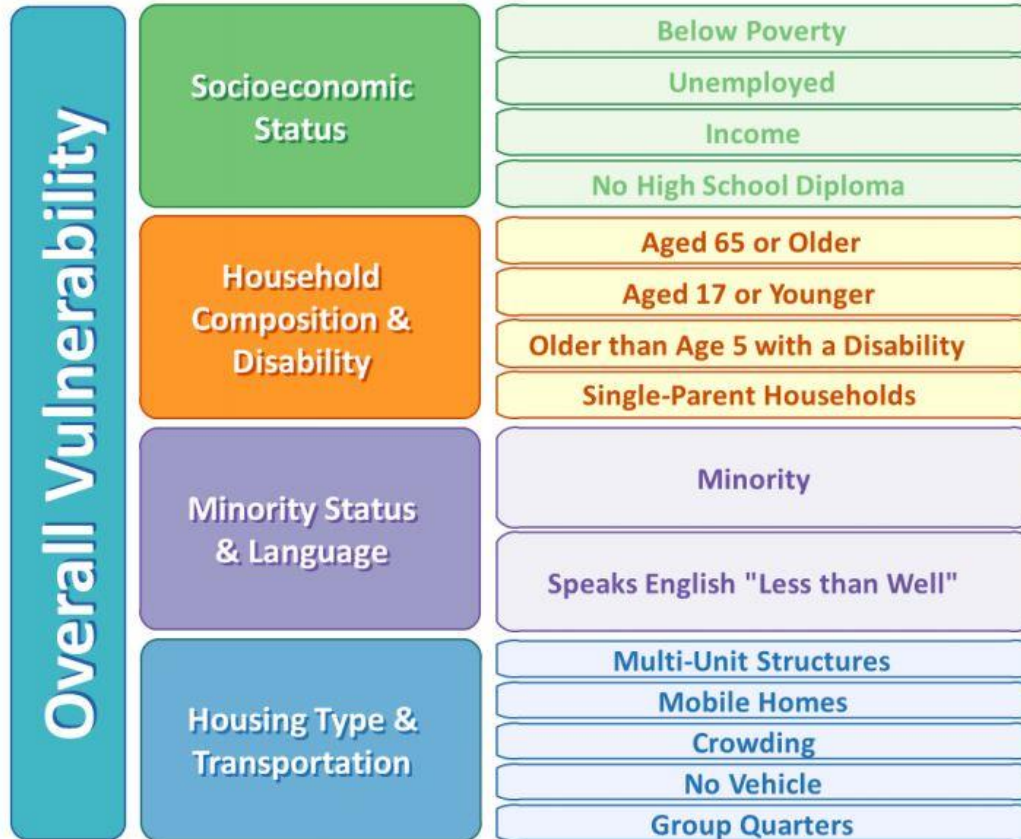 Overall Vulnerability
Socioeconomic
Status
Below Poverty
Unemployed
Income
No High School Diploma
Household
Composition &
Disability
Aged 65 or Older
Aged 17 or Younger
Older than Age 5 with a Disability
Single-Parent Households
Minority Status
& Language
Minority
Speaks English "Less than Well"
Housing Type &
Transportation
Multi-Unit Structures
Mobile Homes
Crowding
No Vehicle
Group Quarters